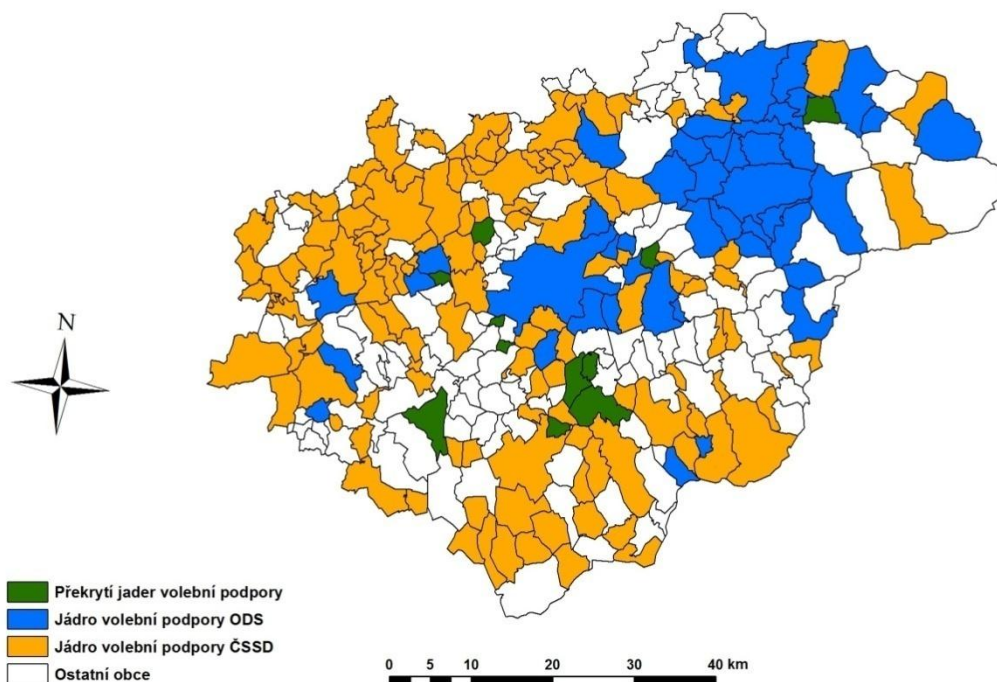 N
Překrytí jader volební podpory
Jádro volební podpory ODS
Jádro volební podpory ČSSD
Ostatní obce
0 5 10 20 30 40 km